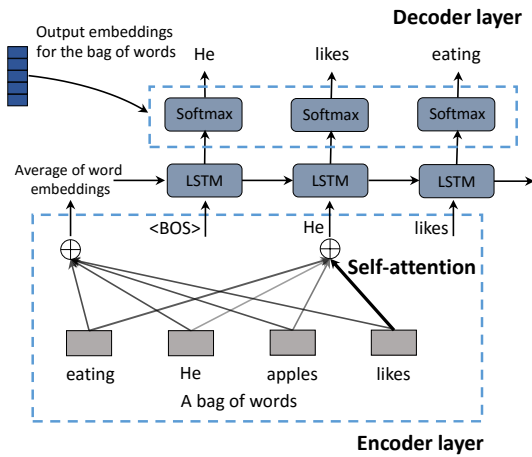 Output embeddings
for the bag of words
Decoder layer
He
likes
eating
Softmax
Softmax
Softmax
Average of word
embeddings
LSTM
LSTM
LSTM
<BOS>
He
likes
Self-attention
eating
He
apples
likes
A bag of words
Encoder layer